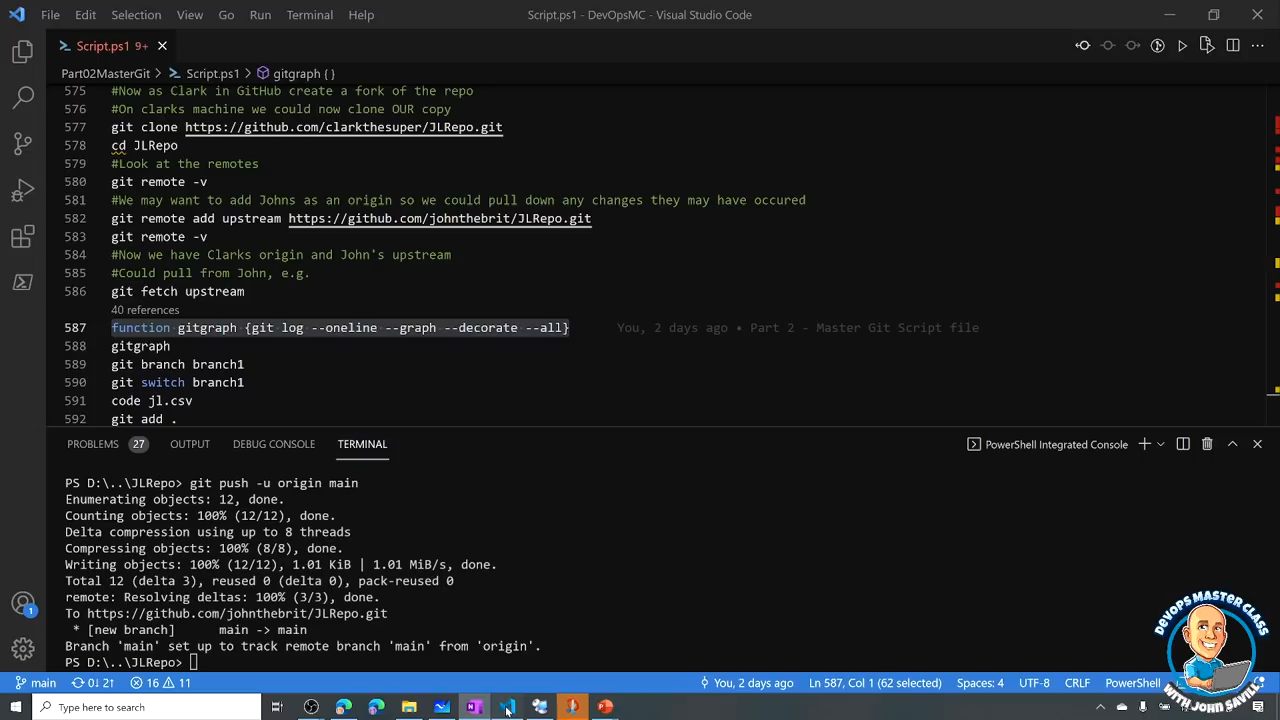 File Edit Selection View Go Run Terminal Help Script.ps1 - DevOpsMC - Visual Studio Code
Script.ps1 9+
Part02MasterGit > Script.ps1 > gitgraph { }
575 #Now as Clark in GitHub create a fork of the repo
576 #On clarks machine we could now clone OUR copy
577 git clone https://github.com/clarkthesuper/JLRepo.git
578 cd JLRepo
579 #Look at the remotes
580 git remote -v
581 #We may want to add Johns as an origin so we could pull down any changes they may have occured
582 git remote add upstream https://github.com/johnthebrit/JLRepo.git
583 git remote -v
584 #Now we have Clarks origin and John's upstream
585 #Could pull from John, e.g.
586 git fetch upstream
40 references
587 function gitgraph {git log --oneline --graph --decorate --all} You, 2 days ago • Part 2 - Master Git Script file
588 gitgraph
589 git branch branch1
590 git switch branch1
591 code jl.csv
592 git add .
PROBLEMS 27 OUTPUT DEBUG CONSOLE TERMINAL PowerShell Integrated Console
PS D:\..\JLRepo> git push -u origin main
Enumerating objects: 12, done.
Counting objects: 100% (12/12), done.
Delta compression using up to 8 threads
Compressing objects: 100% (8/8), done.
Writing objects: 100% (12/12), 1.01 KiB | 1.01 MiB/s, done.
Total 12 (delta 3), reused 0 (delta 0), pack-reused 0
remote: Resolving deltas: 100% (3/3), done.
To https://github.com/johnthebrit/JLRepo.git
* [new branch] main -> main
Branch 'main' set up to track remote branch 'main' from 'origin'.
PS D:\..\JLRepo>
1
DEVOPS MASTER CLASS
WITH JOHN SAVILL
main 0↓ 2↑ 16 11 You, 2 days ago Ln 587, Col 1 (62 selected) Spaces: 4 UTF-8 CRLF PowerShell
Type here to search